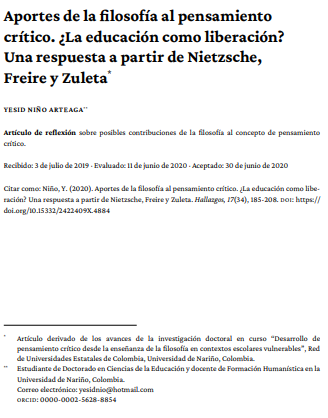 Aportes de la filosofía al pensamiento
crítico. ¿La educación como liberación?
Una respuesta a partir de Nietzsche,
Freire y Zuleta*
YESID NIÑO ARTEAGA**
Artículo de reflexión sobre posibles contribuciones de la filosofía al concepto de pensamiento
crítico.
Recibido: 3 de julio de 2019 · Evaluado: 11 de junio de 2020 · Aceptado: 30 de junio de 2020
Citar como: Niño, Y. (2020). Aportes de la filosofía al pensamiento crítico. ¿La educación como libe-
ración? Una respuesta a partir de Nietzsche, Freire y Zuleta. Hallazgos, 17(34), 185-208. DOI: https://
doi.org/10.15332/2422409X.4884
* Artículo derivado de los avances de la investigación doctoral en curso “Desarrollo de
pensamiento crítico desde la enseñanza de la filosofía en contextos escolares vulnerables”, Red
de Universidades Estatales de Colombia, Universidad de Nariño, Colombia.
** Estudiante de Doctorado en Ciencias de la Educación y docente de Formación Humanística en la
Universidad de Nariño, Colombia.
Correo electrónico: yesidnio@hotmail.com
ORCID: 0000-0002-5628-8854